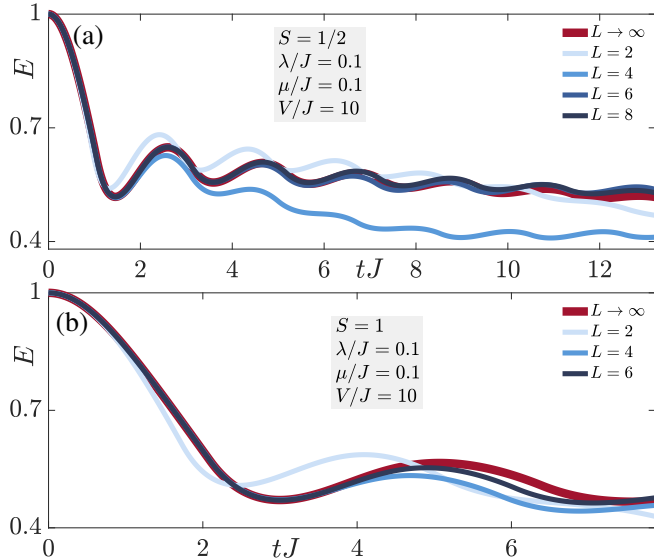 1
(a)
S = 1/2
λ/J = 0.1
μ/J = 0.1
V/J = 10
L → ∞
L = 2
L = 4
L = 6
L = 8
E
0.7
0.4
0 2 4 6 tJ 8 10 12
1
(b)
S = 1
λ/J = 0.1
μ/J = 0.1
V/J = 10
L → ∞
L = 2
L = 4
L = 6
E
0.7
0.4
0 2 tJ 4 6